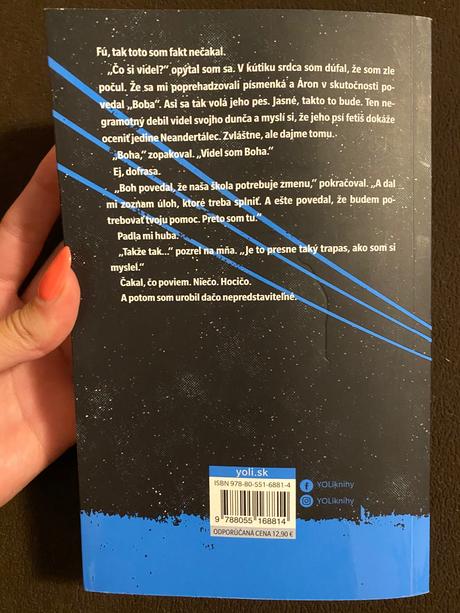 Fú, tak toto som fakt nečakal.
„Čo si videl?" opýtal som sa. V kútiku srdca som dúfal, že som zle
počul. Že sa mi poprehadzovali písmenká a Áron v skutočnosti po-
vedal „Boba". Asi sa tak volá jeho pes. Jasné, takto to bude. Ten ne-
gramotný debil videl svojho dunča a myslí si, že jeho psí fetiš dokáže
oceniť jedine Neandertálec. Zvláštne, ale dajme tomu.
„Boha," zopakoval. „Videl som Boha."
Ej, dofrasa.
„Boh povedal, že naša škola potrebuje zmenu," pokračoval. „A dal
mi zoznam úloh, ktoré treba splniť. A ešte povedal, že budem po-
trebovať tvoju pomoc. Preto som tu."
Padla mi huba.
„Takže tak..." pozrel na mňa. „Je to presne taký trapas, ako som si
myslel."
Čakal, čo poviem. Niečo. Hocičo.
A potom som urobil dačo nepredstaviteľné.
yoli.sk
ISBN 978-80-551-6881-4
9 788055 168814
ODPORÚČANÁ CENA 12,90 €
YOLiknihy
YOLiknihy